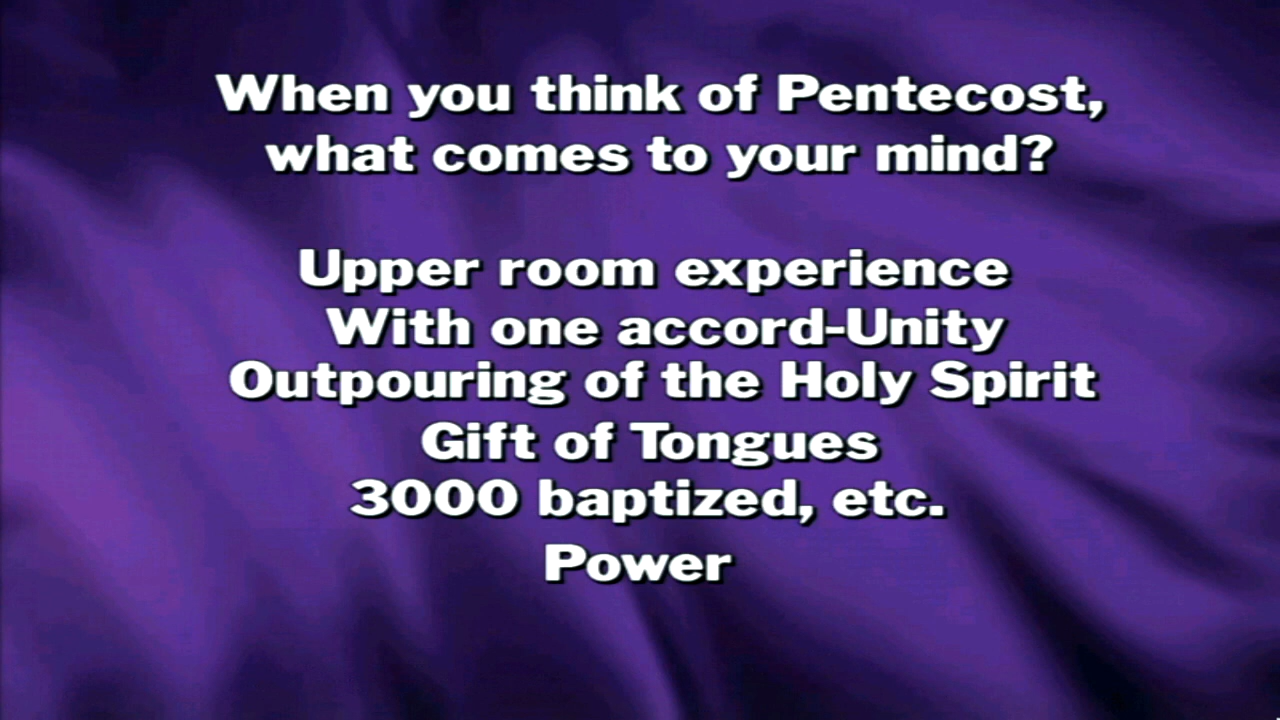 When you think of Pentecost,
what comes to your mind?
Upper room experience
With one accord-Unity
Outpouring of the Holy Spirit
Gift of Tongues
3000 baptized, etc.
Power